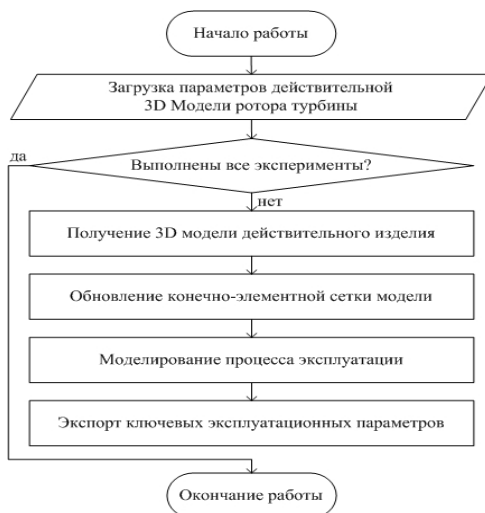 Начало работы
Загрузка параметров действительной
3D Модели ротора турбины
да
Выполнены все эксперименты?
нет
Получение 3D модели действительного изделия
Обновление конечно-элементной сетки модели
Моделирование процесса эксплуатации
Экспорт ключевых эксплуатационных параметров
Окончание работы